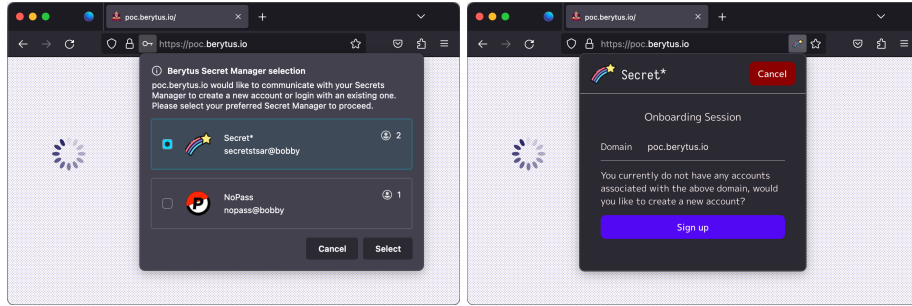 poc.berytus.io/
https://poc.berytus.io
Berytus Secret Manager selection
poc.berytus.io would like to communicate with your Secrets
Manager to create a new account or login with an existing one.
Please select your preferred Secret Manager to proceed.
Secret*
secretstsar@bobby
2
NoPass
nopass@bobby
1
Cancel
Select
poc.berytus.io/
https://poc.berytus.io
Secret*
Cancel
Onboarding Session
Domain poc.berytus.io
You currently do not have any accounts
associated with the above domain, would
you like to create a new account?
Sign up